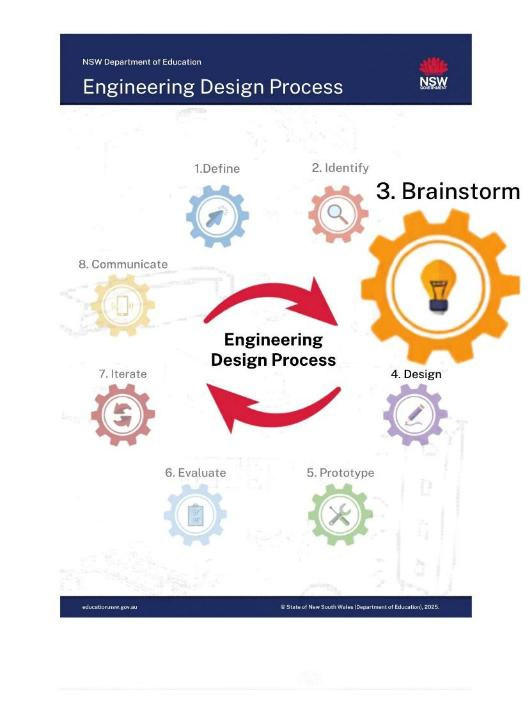 NSW Department of Education
Engineering Design Process
NSW
GOVERNMENT
1.Define
2. Identify
3. Brainstorm
8. Communicate
Engineering
Design Process
7. Iterate
4. Design
6. Evaluate
5. Prototype
education.nsw.gov.au
© State of New South Wales (Department of Education), 2025.